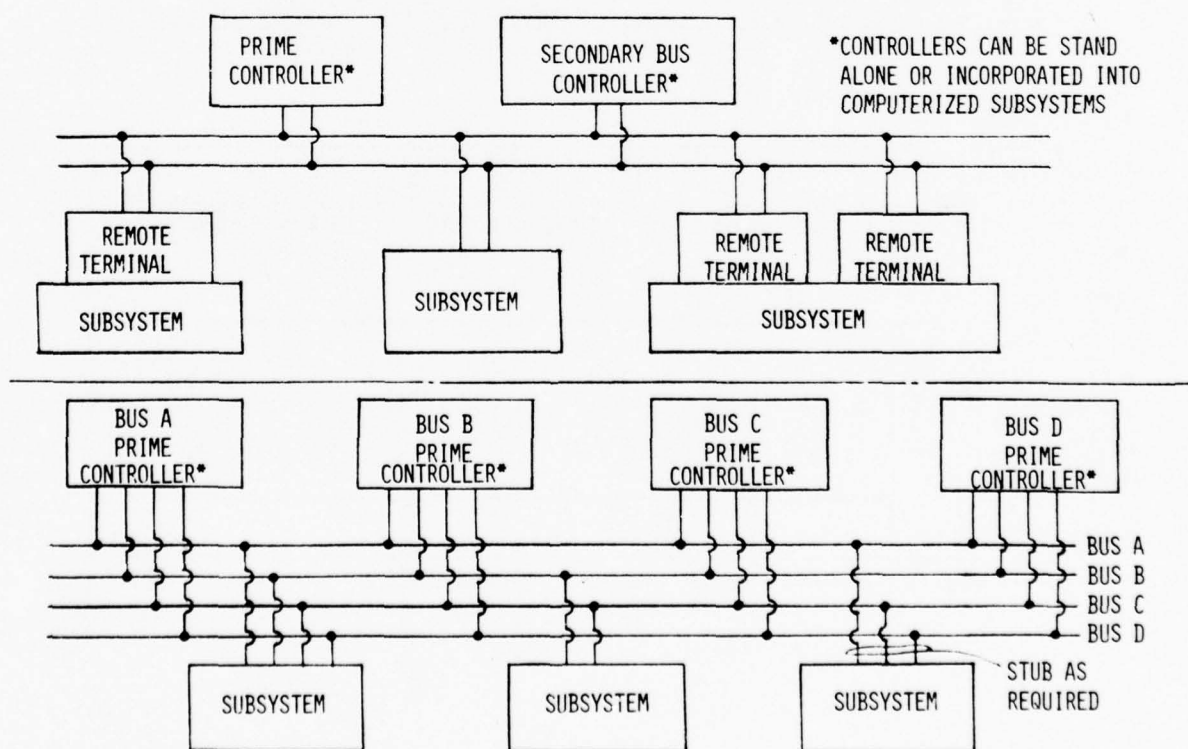 PRIME
CONTROLLER*
SECONDARY BUS
CONTROLLER*
*CONTROLLERS CAN BE STAND
ALONE OR INCORPORATED INTO
COMPUTERIZED SUBSYSTEMS
REMOTE
TERMINAL
SUBSYSTEM
SUBSYSTEM
REMOTE
TERMINAL
REMOTE
TERMINAL
SUBSYSTEM
BUS A
PRIME
CONTROLLER*
BUS B
PRIME
CONTROLLER*
BUS C
PRIME
CONTROLLER*
BUS D
PRIME
CONTROLLER*
BUS A
BUS B
BUS C
BUS D
SUBSYSTEM
SUBSYSTEM
SUBSYSTEM
STUB AS
REQUIRED